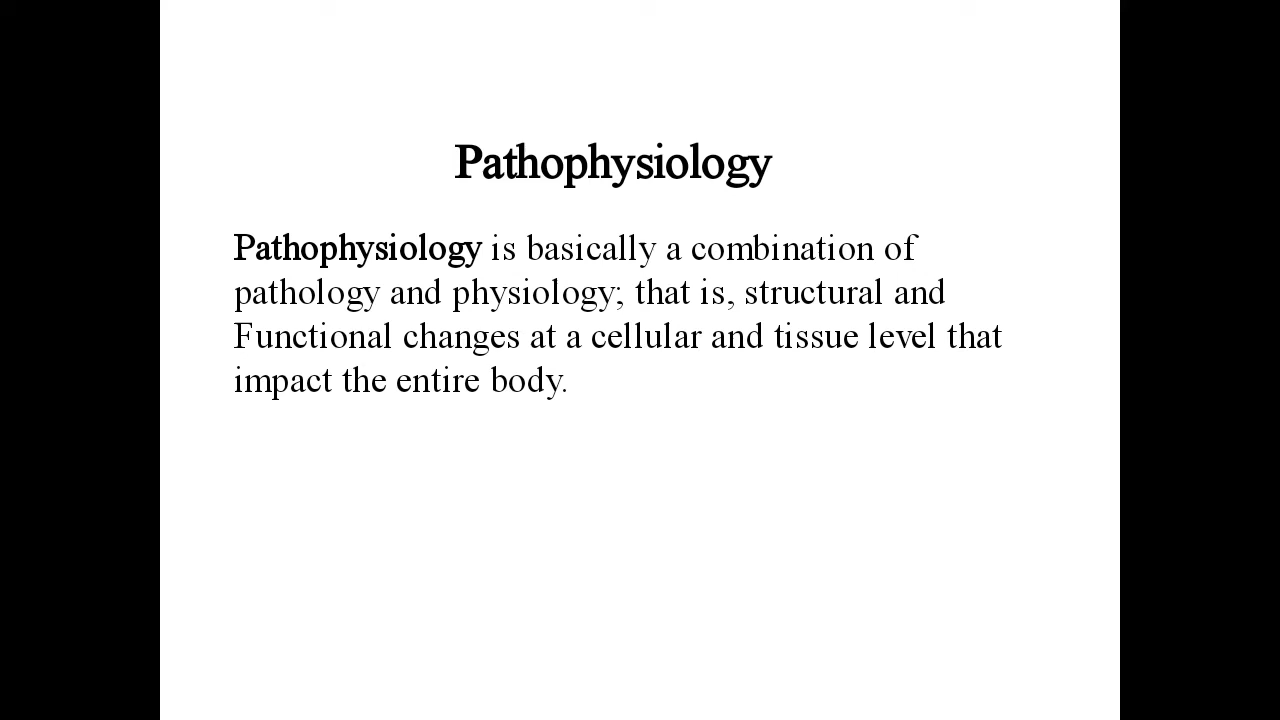 Pathophysiology
Pathophysiology is basically a combination of
pathology and physiology; that is, structural and
Functional changes at a cellular and tissue level that
impact the entire body.